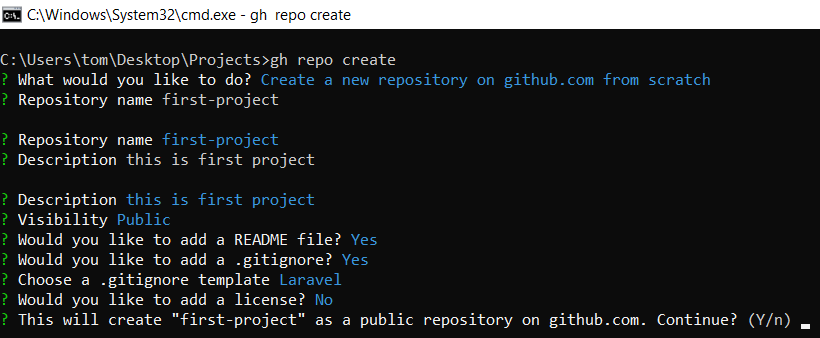 C:\Windows\System32\cmd.exe - gh  repo create
C:\Users\tom\Desktop\Projects>gh repo create
? What would you like to do? Create a new repository on github.com from scratch
? Repository name first-project
? Repository name first-project
? Description this is first project
? Description this is first project
? Visibility Public
? Would you like to add a README file? Yes
? Would you like to add a .gitignore? Yes
? Choose a .gitignore template Laravel
? Would you like to add a license? No
? This will create "first-project" as a public repository on github.com. Continue? (Y/n)